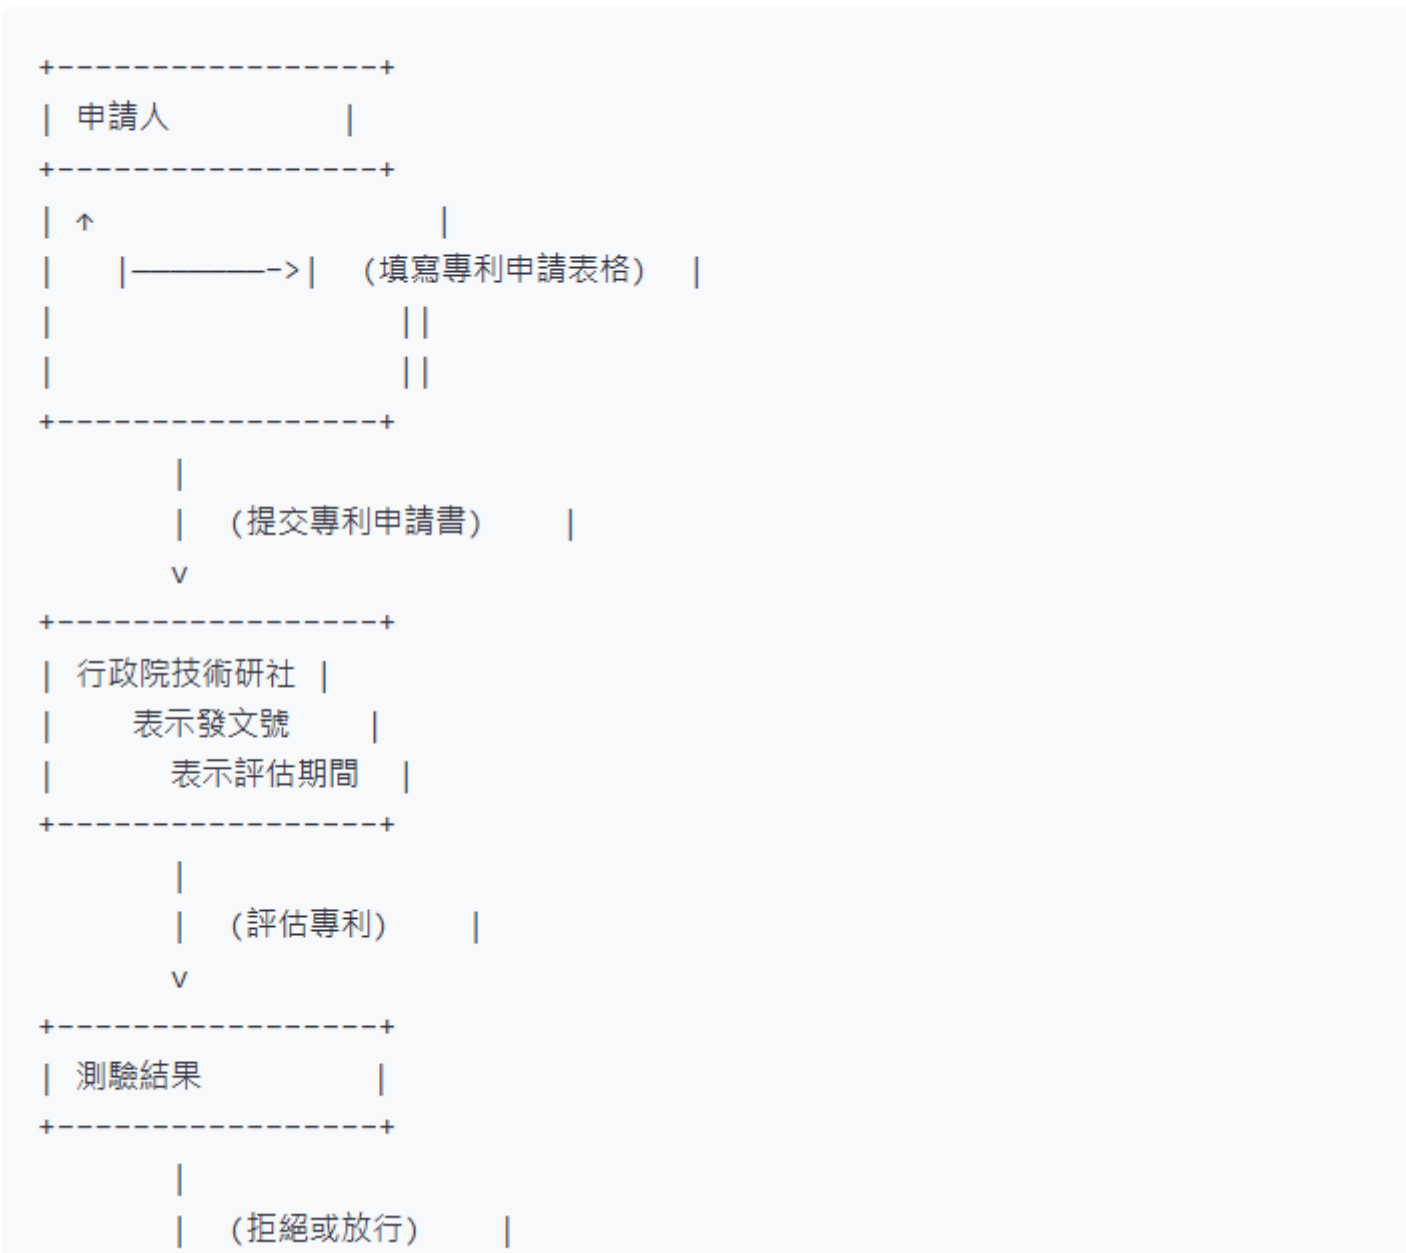 +-----------------+
| 申請人          |
+-----------------+
| ↑                  |
|    |———————->|  (填寫專利申請表格)  |
|                   ||
|                   ||
+-----------------+
       |
       |  (提交專利申請書)    |
       v
+-----------------+
| 行政院技術研社 |
|    表示發文號    |
|      表示評估期間  |
+-----------------+
       |
       |  (評估專利)    |
       v
+-----------------+
| 測驗結果         |
+-----------------+
       |
       |  (拒絕或放行)    |